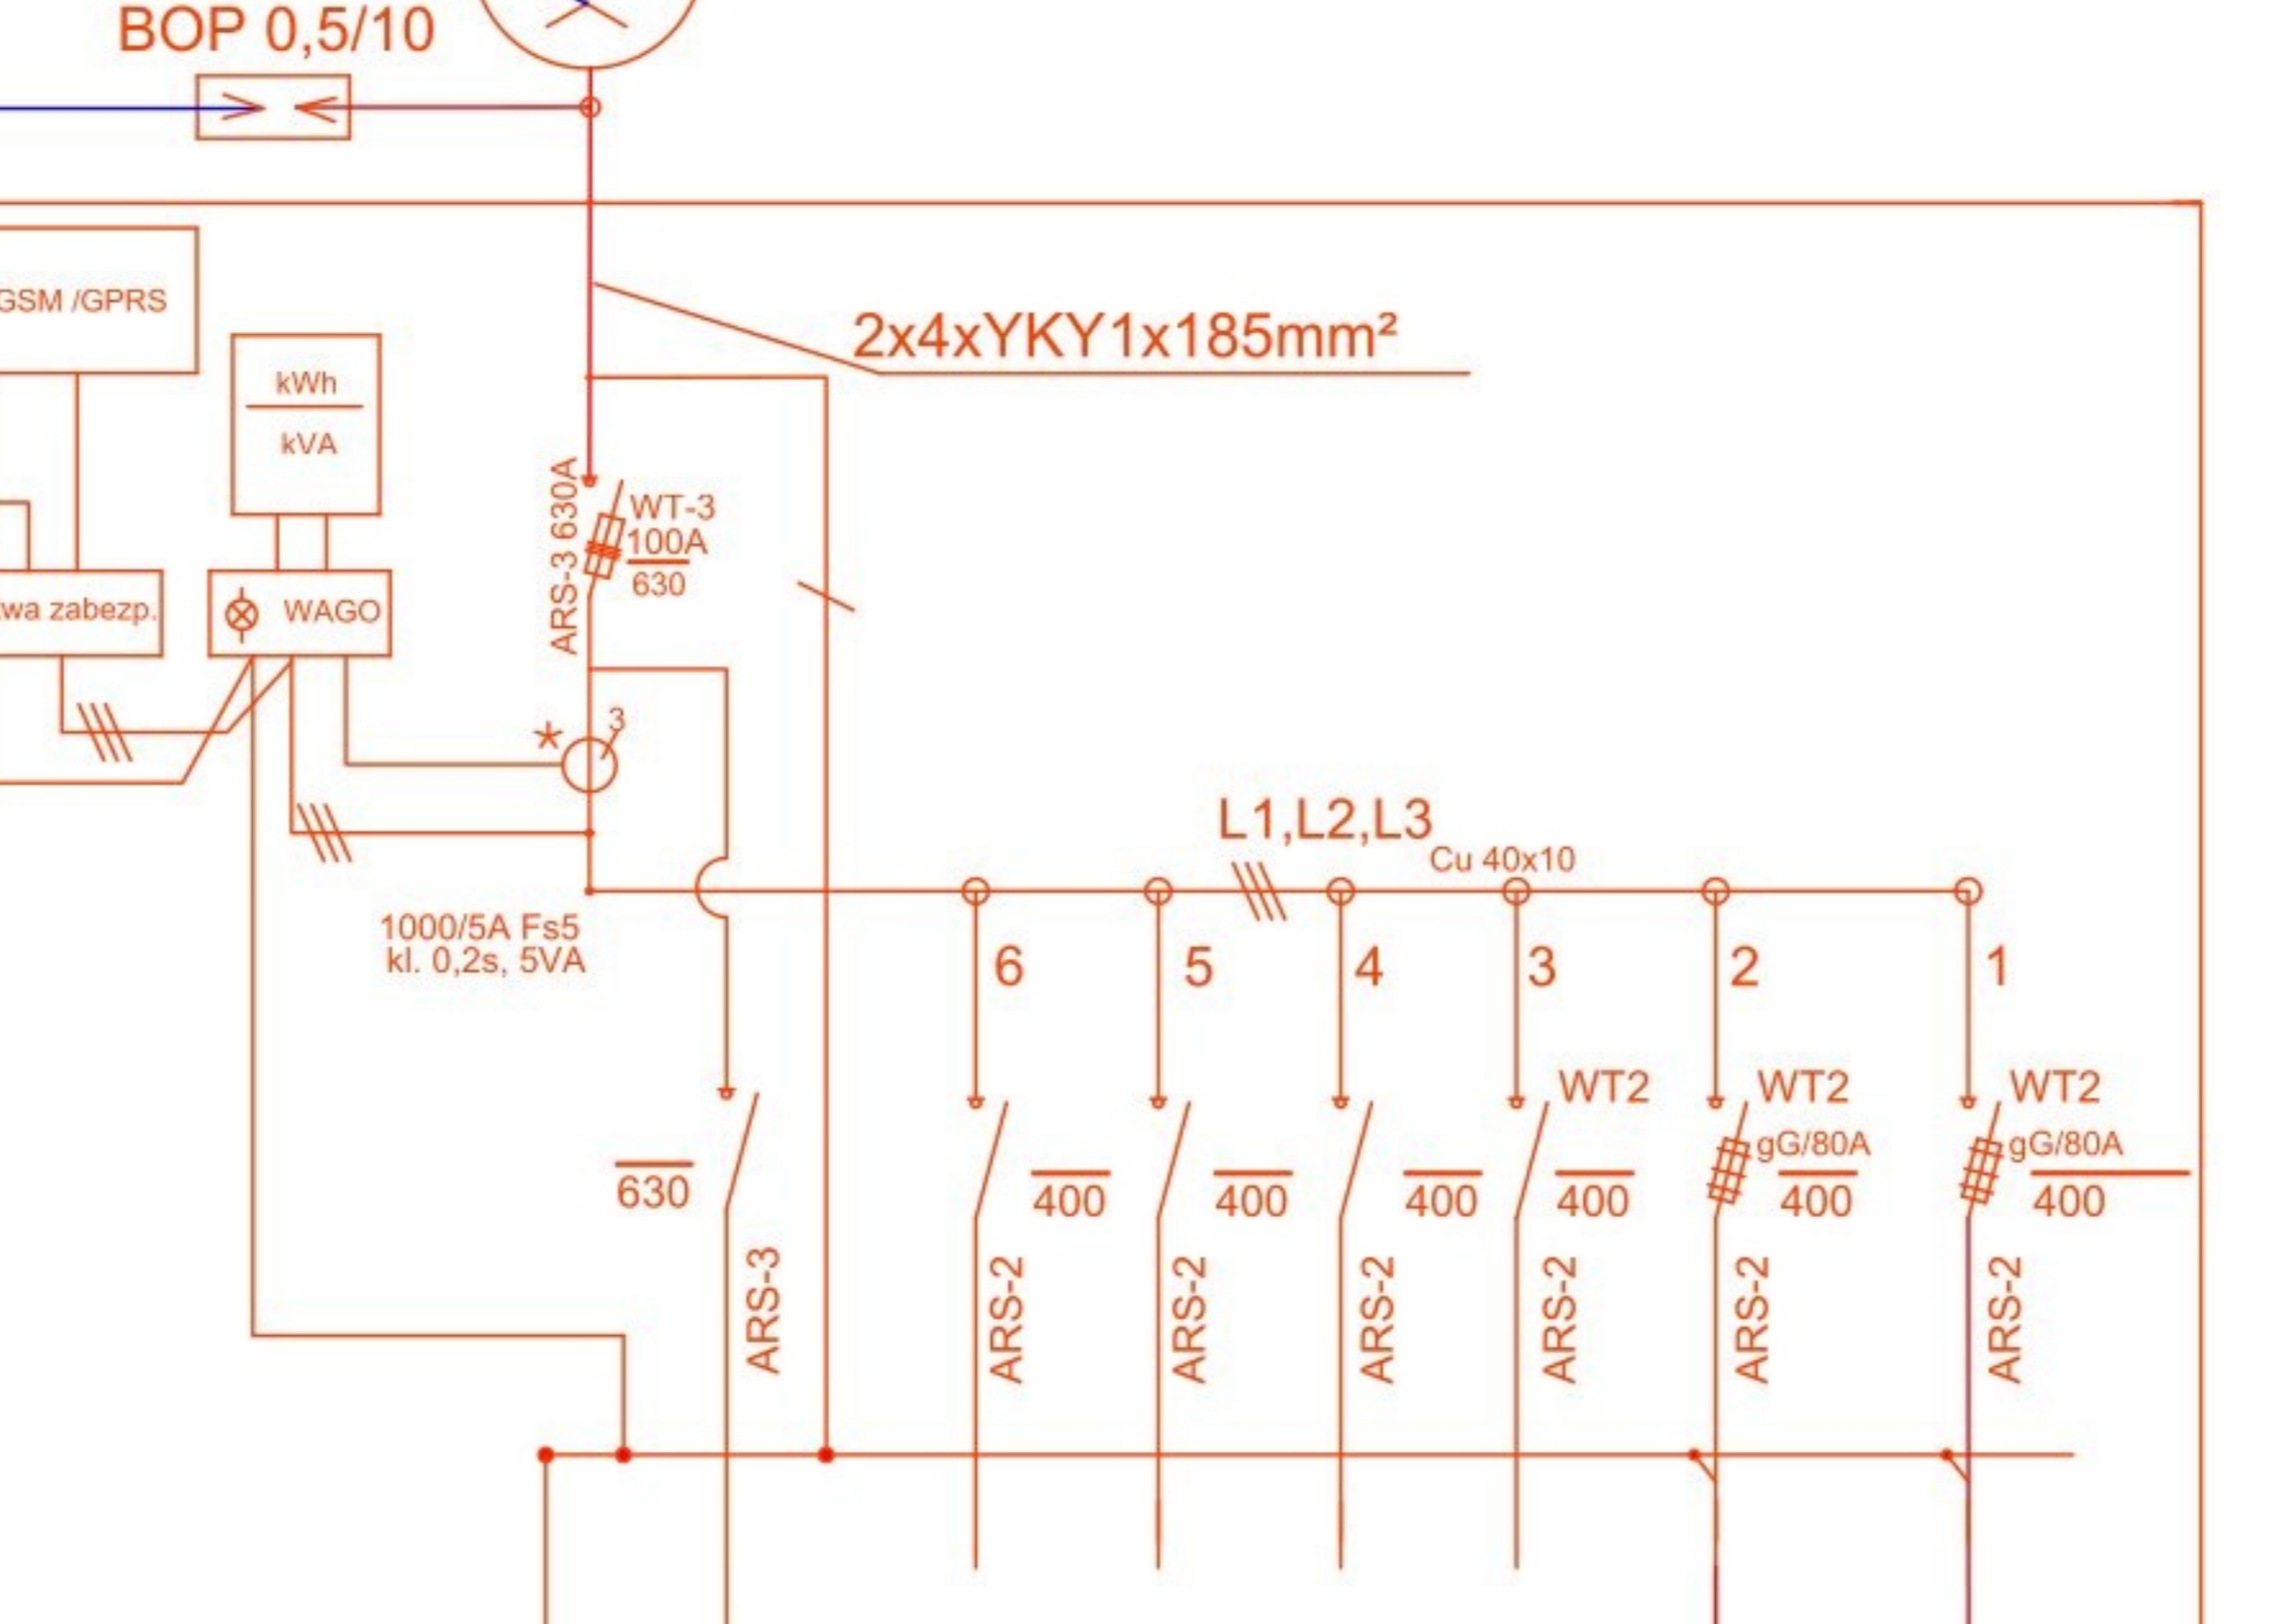 BOP 0,5/10
GSM /GPRS
2x4xYKY1x185mm²
kWh
kVA
ARS-3 630A
WT-3
100A
630
wa zabezp.
WAGO
*
3
L1,L2,L3
Cu 40x10
1000/5A Fs5
kl. 0,2s, 5VA
6
5
4
3
2
1
WT2
WT2
WT2
gG/80A
gG/80A
630
400
400
400
400
400
400
ARS-3
ARS-2
ARS-2
ARS-2
ARS-2
ARS-2
ARS-2